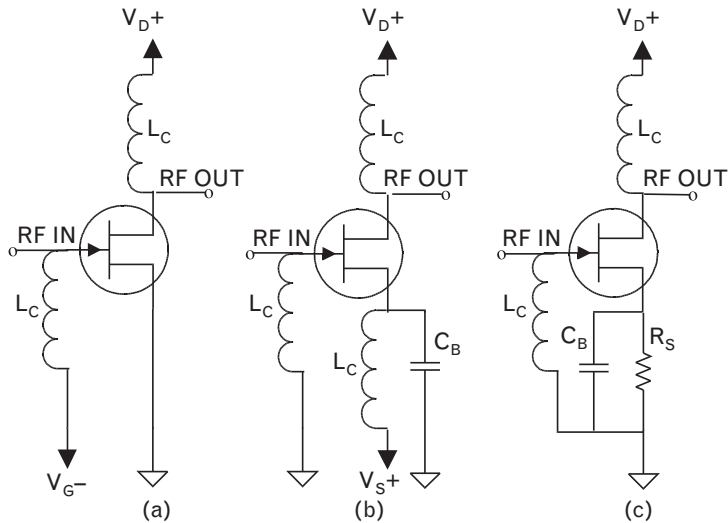 V_D+ V_D+ V_D+
L_C L_C L_C
RF OUT RF OUT RF OUT
RF IN RF IN RF IN
L_C L_C L_C
L_C C_B C_B R_S
V_G− V_S+
(a) (b) (c)